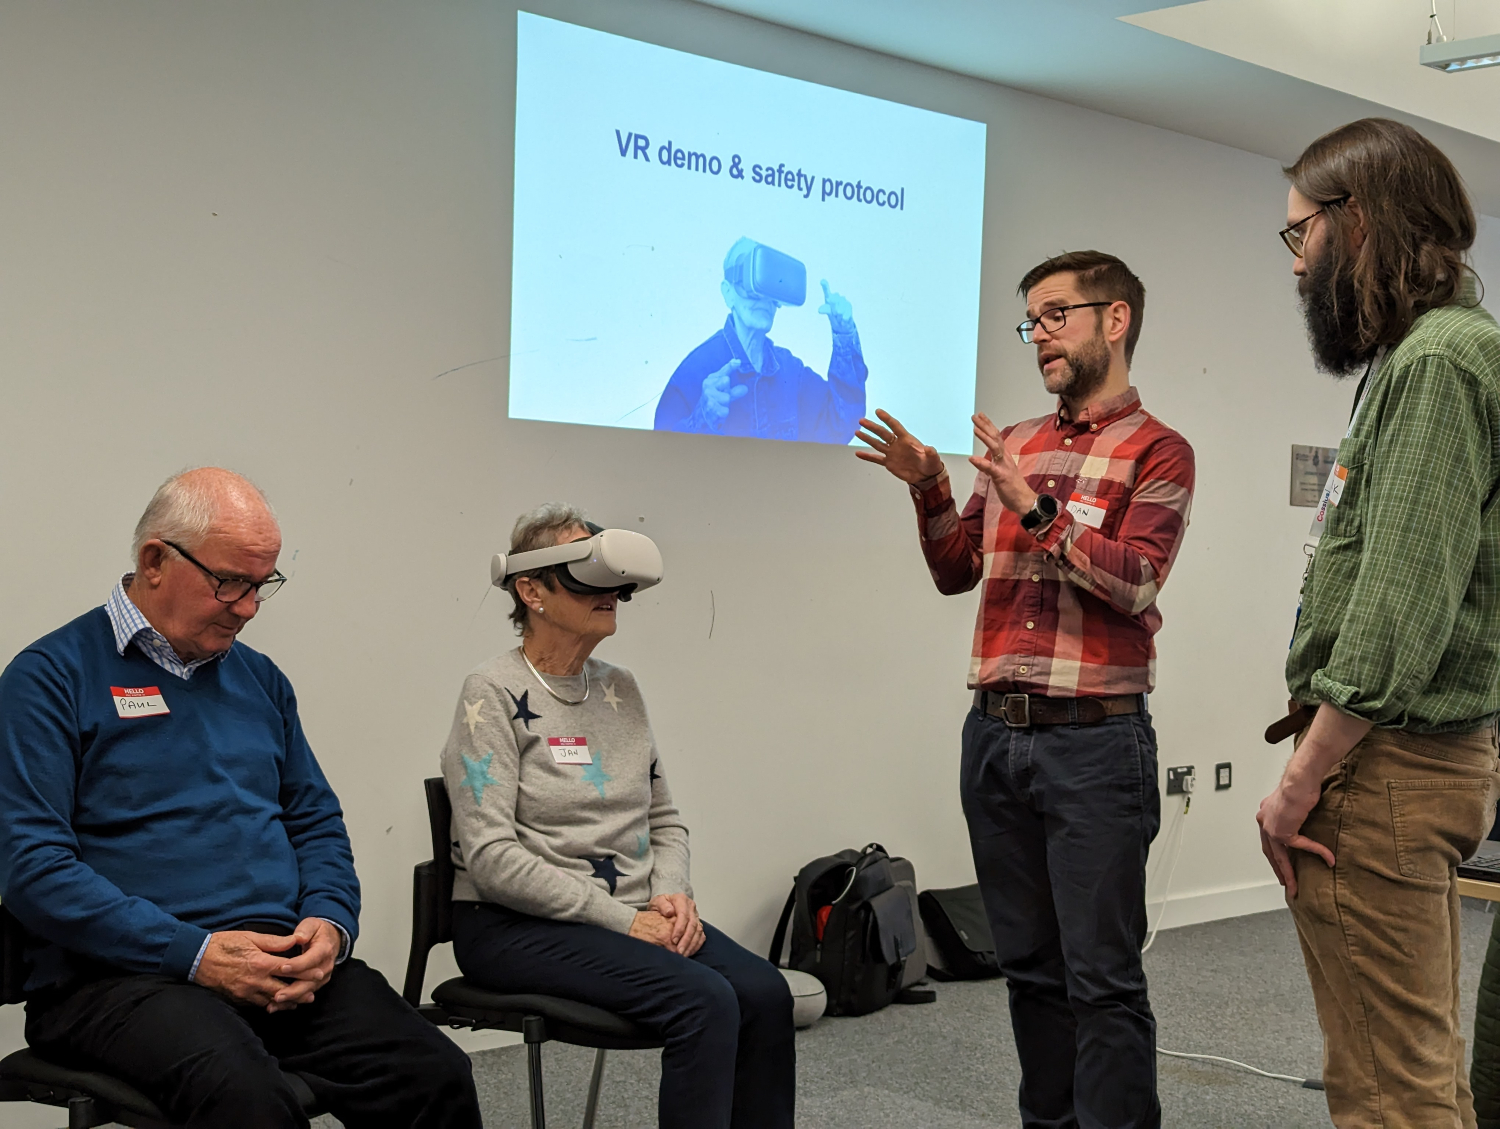 VR demo & safety protocol
HELLO
PAUL
HELLO
JAN
HELLO
DAN